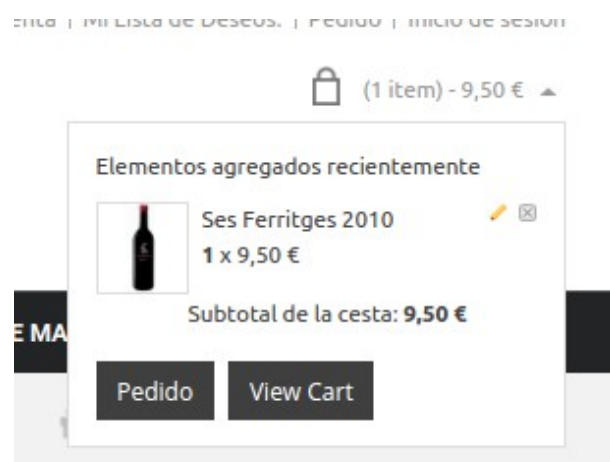 Mi Lista de Deseos. | Pedido | Inicio de sesión
(1 item) - 9,50 €
Elementos agregados recientemente
Ses Ferritges 2010
1 x 9,50 €
Subtotal de la cesta: 9,50 €
E MA
Pedido View Cart